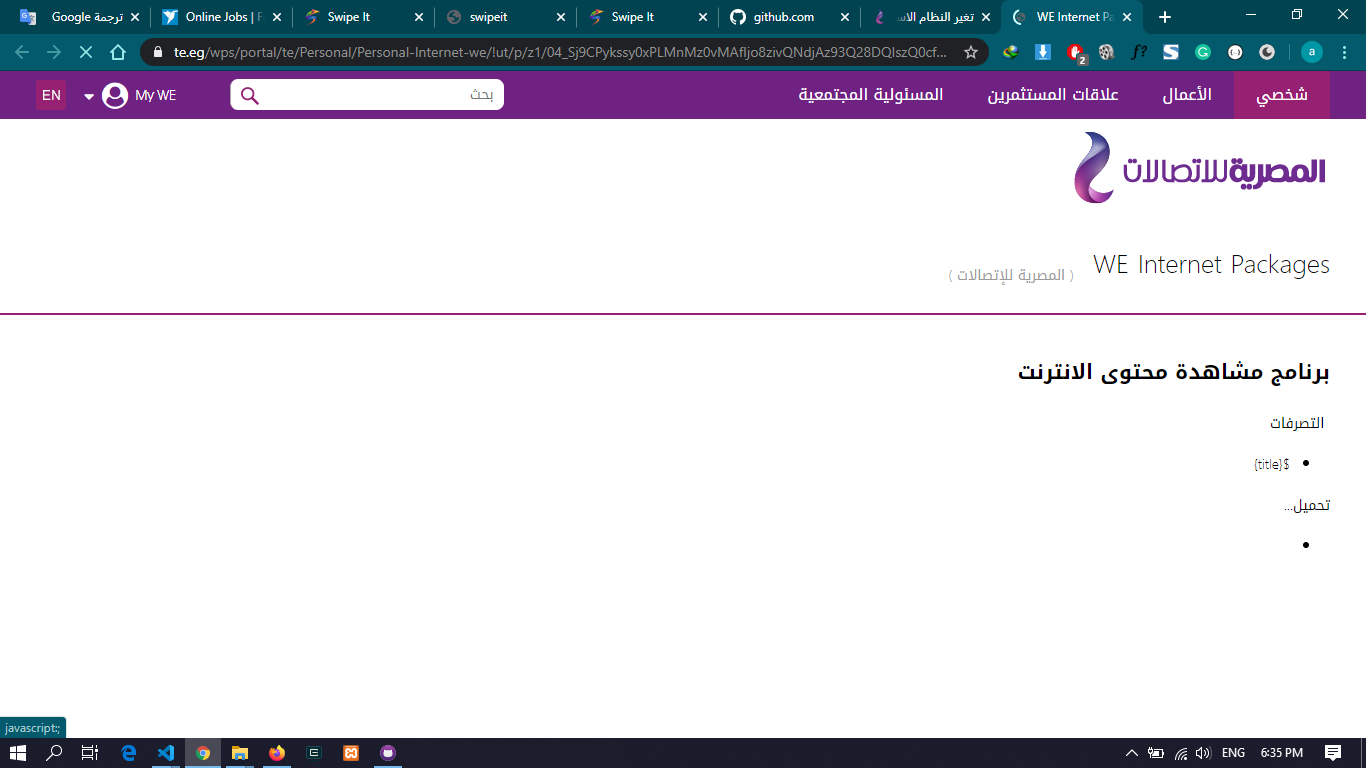 Google ترجمة
Online Jobs | F
Swipe It
swipeit
Swipe It
github.com
تغير النظام الاس
WE Internet Pa
te.eg/wps/portal/te/Personal/Personal-Internet-we/!ut/p/z1/
2
a
EN
My WE
بحث
شخصي
الأعمال
علاقات المستثمرين
المسئولية المجتمعية
المصرية للاتصالات
WE Internet Packages
( المصرية للإتصالات )
برنامج مشاهدة محتوى الانترنت
التصرفات
${title}
تحميل...
javascript:;
ENG
6:35 PM